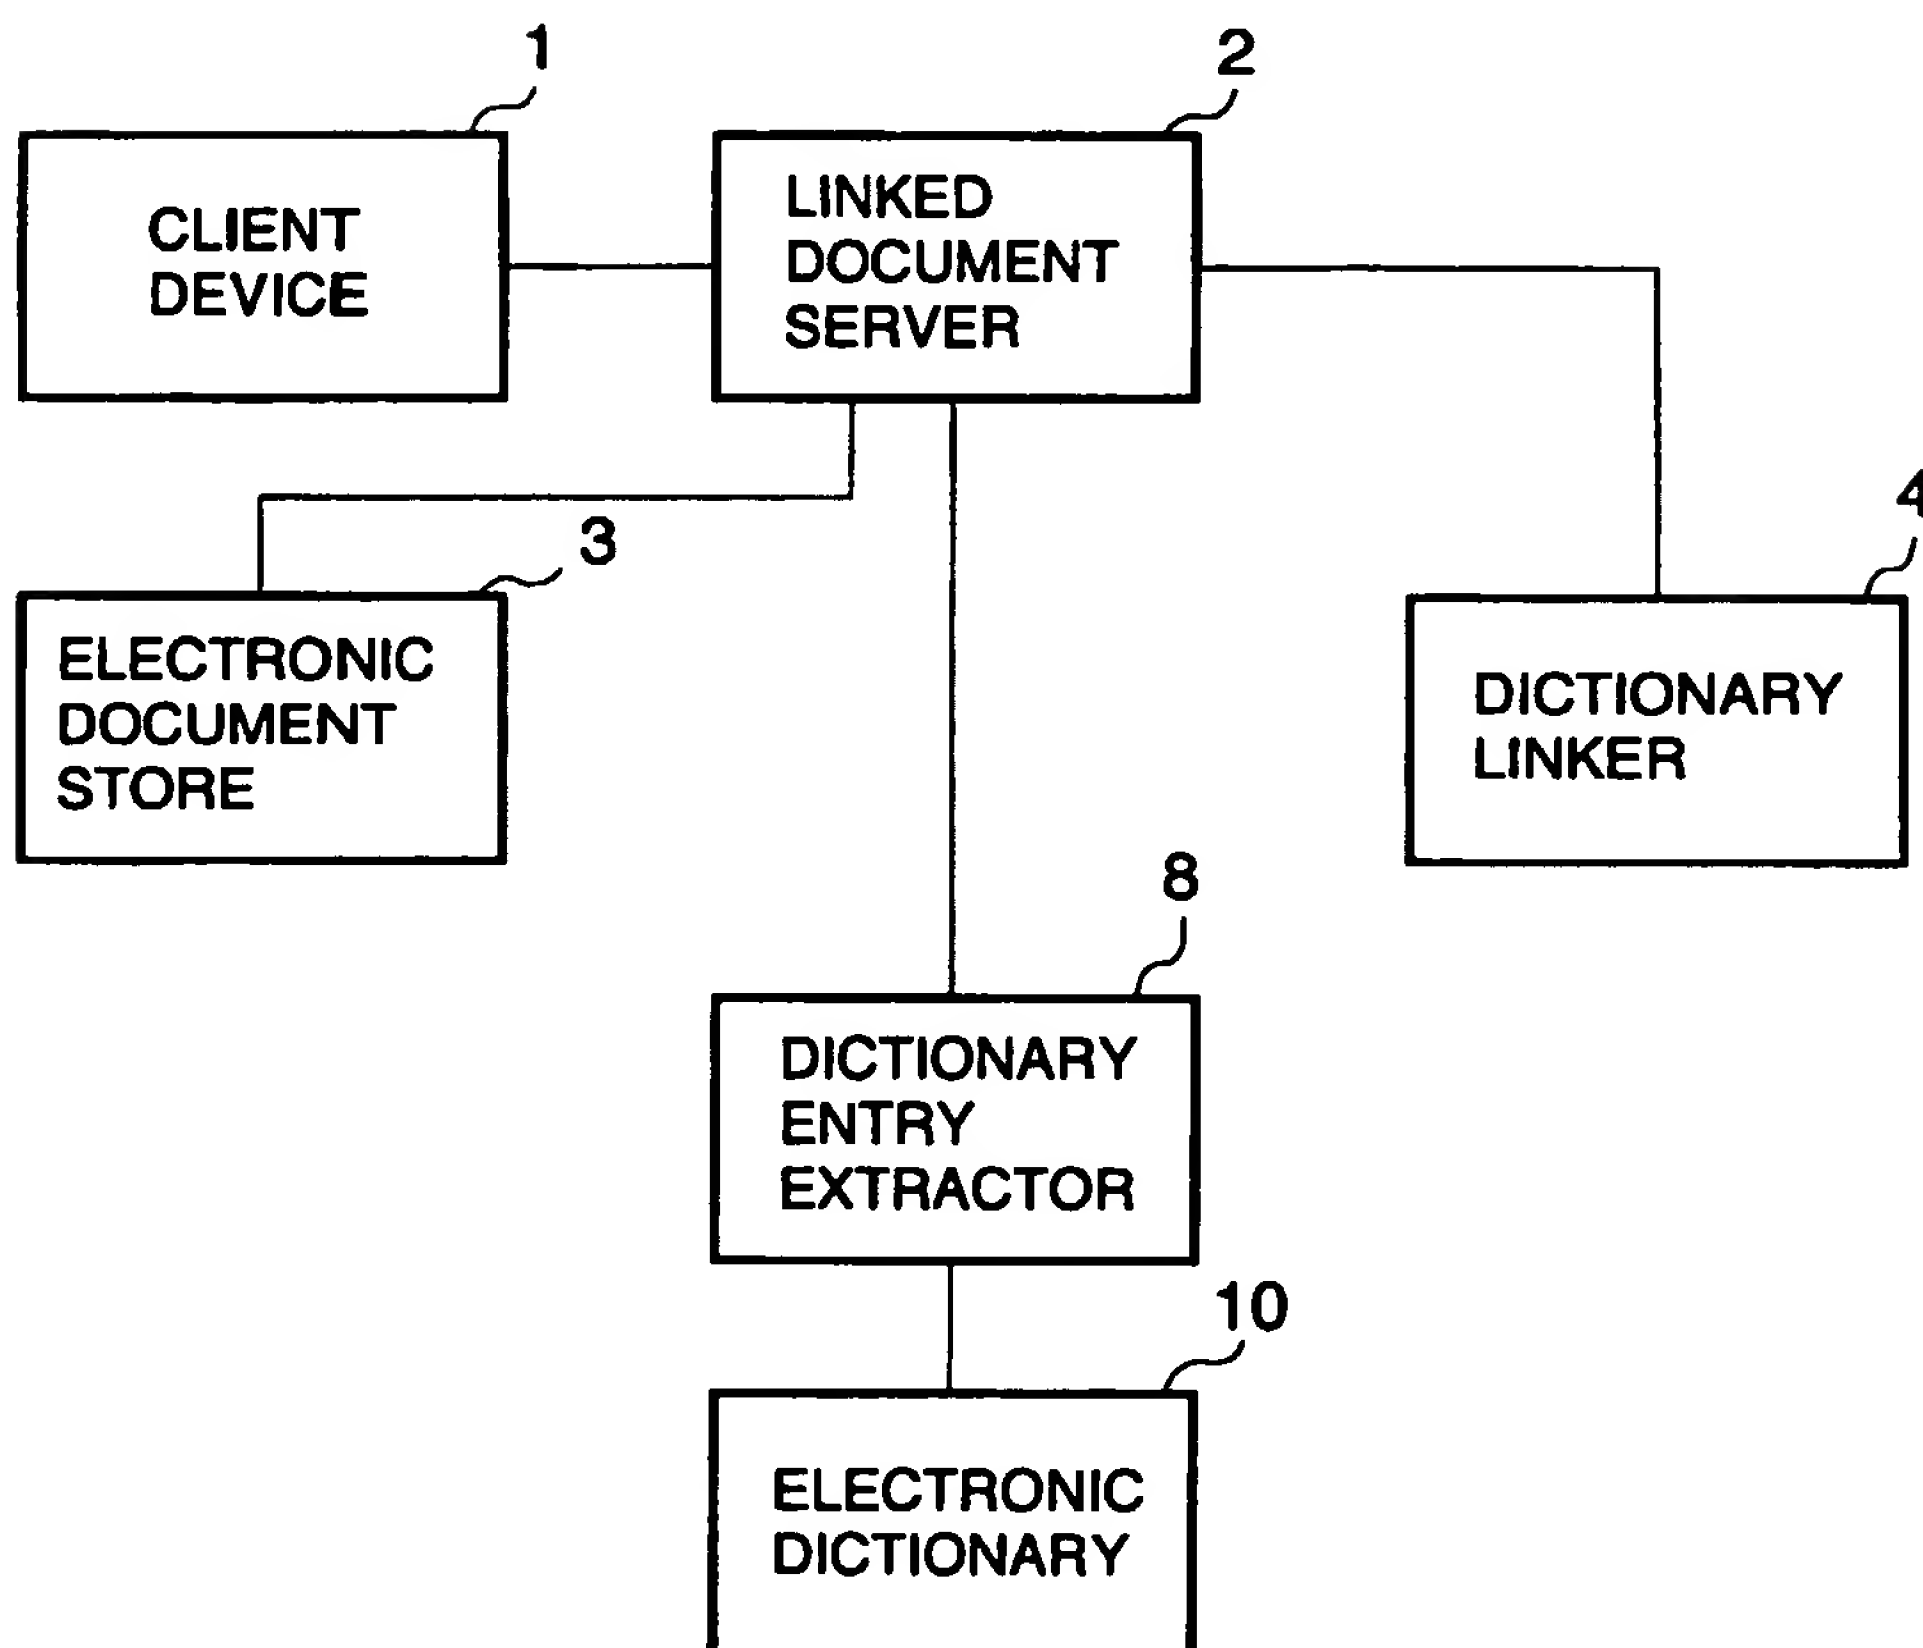 1
2
CLIENT
DEVICE
LINKED
DOCUMENT
SERVER
3
4
ELECTRONIC
DOCUMENT
STORE
DICTIONARY
LINKER
8
DICTIONARY
ENTRY
EXTRACTOR
10
ELECTRONIC
DICTIONARY